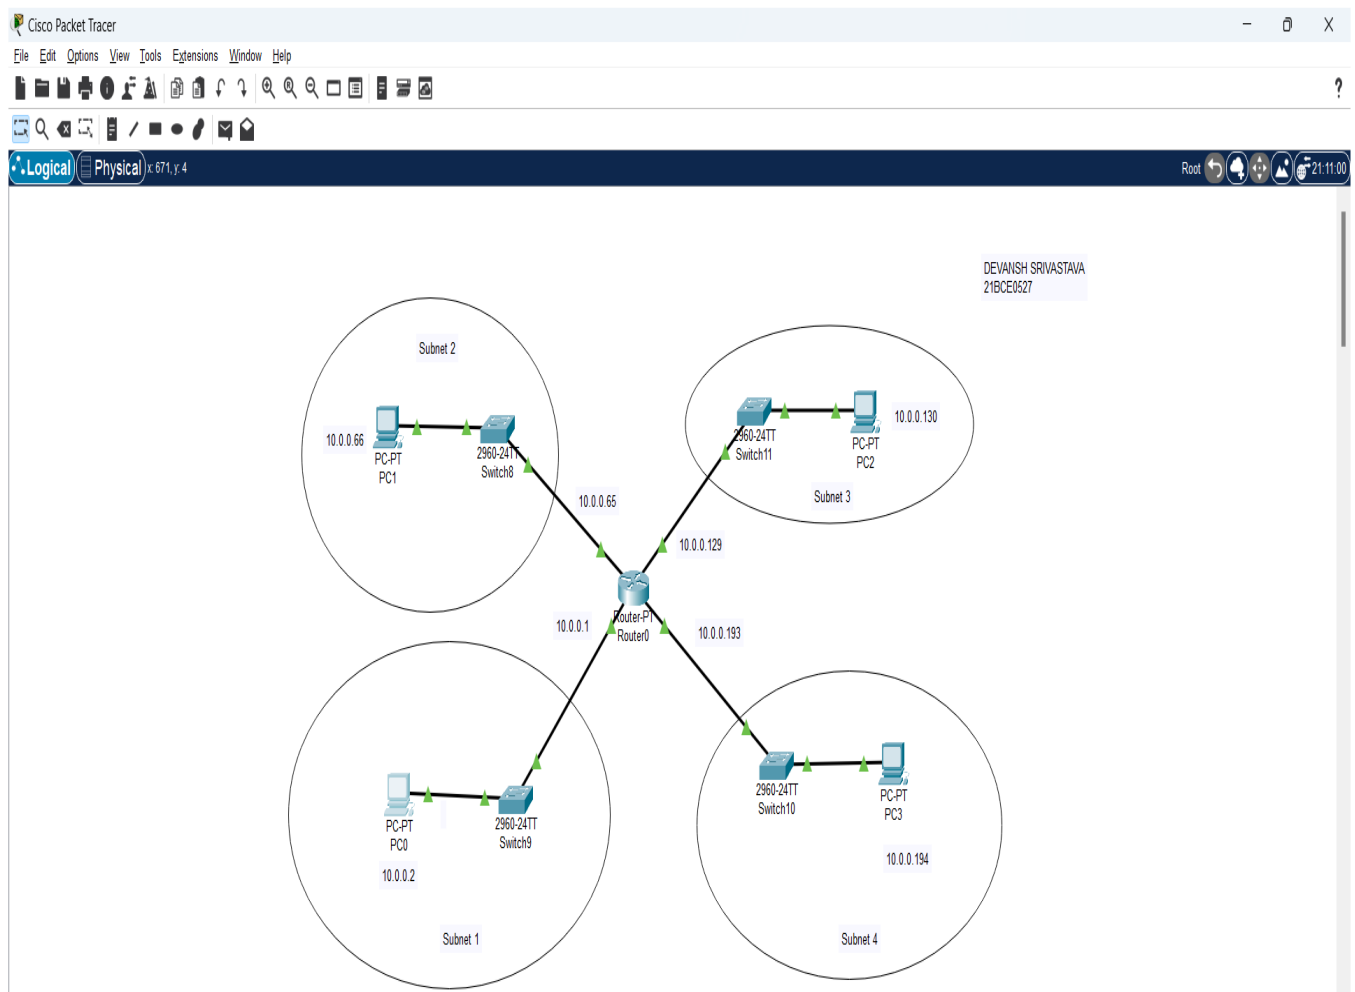 Cisco Packet Tracer
File Edit Options View Tools Extensions Window Help
?
Logical Physical x: 671, y: 4 Root 21:11:00
DEVANSH SRIVASTAVA
21BCE0527
Subnet 2
10.0.0.66
PC-PT
PC1
2960-24TT
Switch8
10.0.0.65
2960-24TT
Switch11
PC-PT
PC2
10.0.0.130
Subnet 3
10.0.0.129
Router-PT
Router0
10.0.0.1
10.0.0.193
PC-PT
PC0
10.0.0.2
2960-24TT
Switch9
Subnet 1
2960-24TT
Switch10
PC-PT
PC3
10.0.0.194
Subnet 4